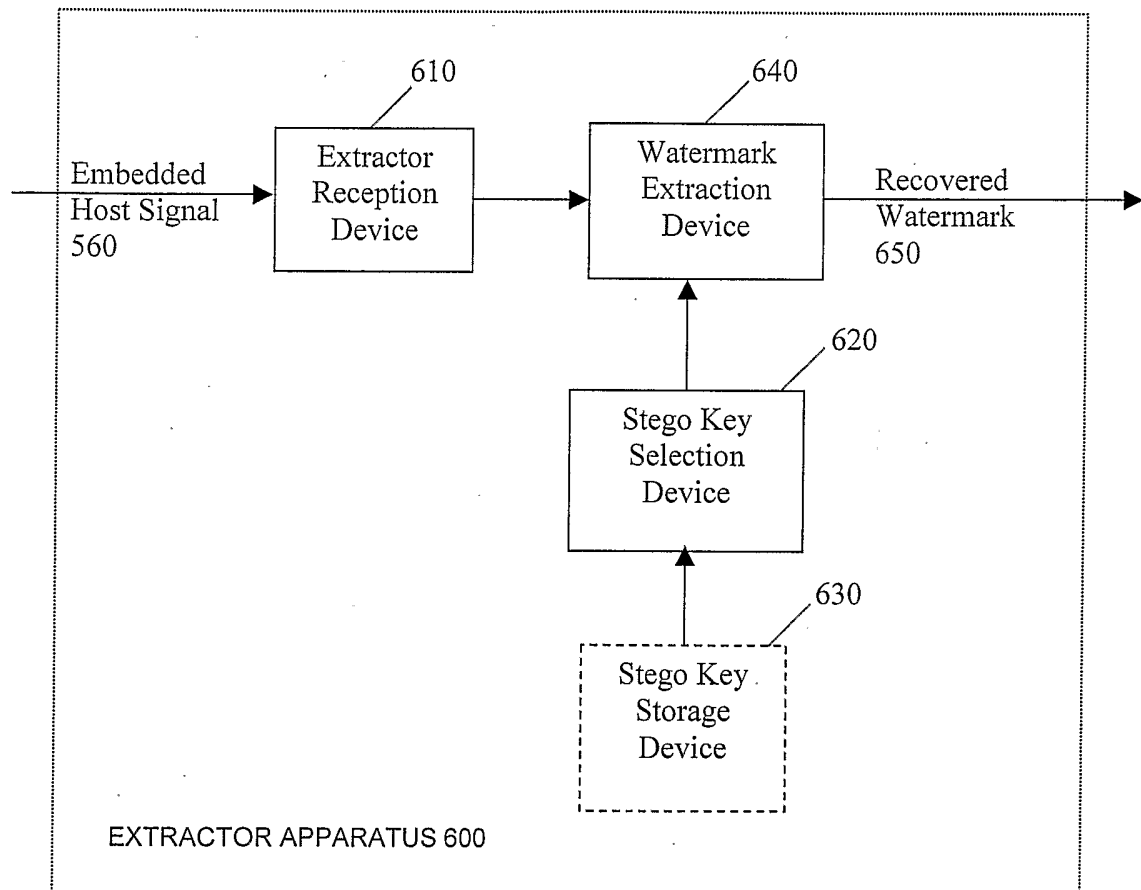 610
640
Embedded
Host Signal
560
Extractor
Reception
Device
Watermark
Extraction
Device
Recovered
Watermark
650
620
Stego Key
Selection
Device
630
Stego Key
Storage
Device
EXTRACTOR APPARATUS 600